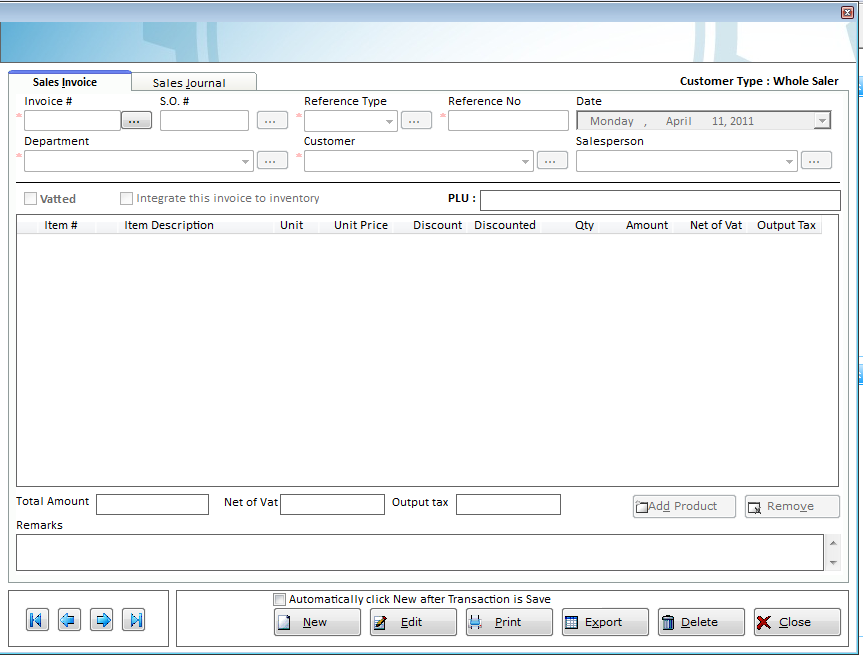 Sales Invoice Sales Journal Customer Type : Whole Saler
Invoice # S.O. # Reference Type Reference No Date
* ... ... * ... * Monday , April 11, 2011
Department Customer Salesperson
* ... * ... ...
Vatted Integrate this invoice to inventory PLU :
Item # Item Description Unit Unit Price Discount Discounted Qty Amount Net of Vat Output Tax
Total Amount Net of Vat Output tax Add Product Remove
Remarks
Automatically click New after Transaction is Save
New Edit Print Export Delete Close